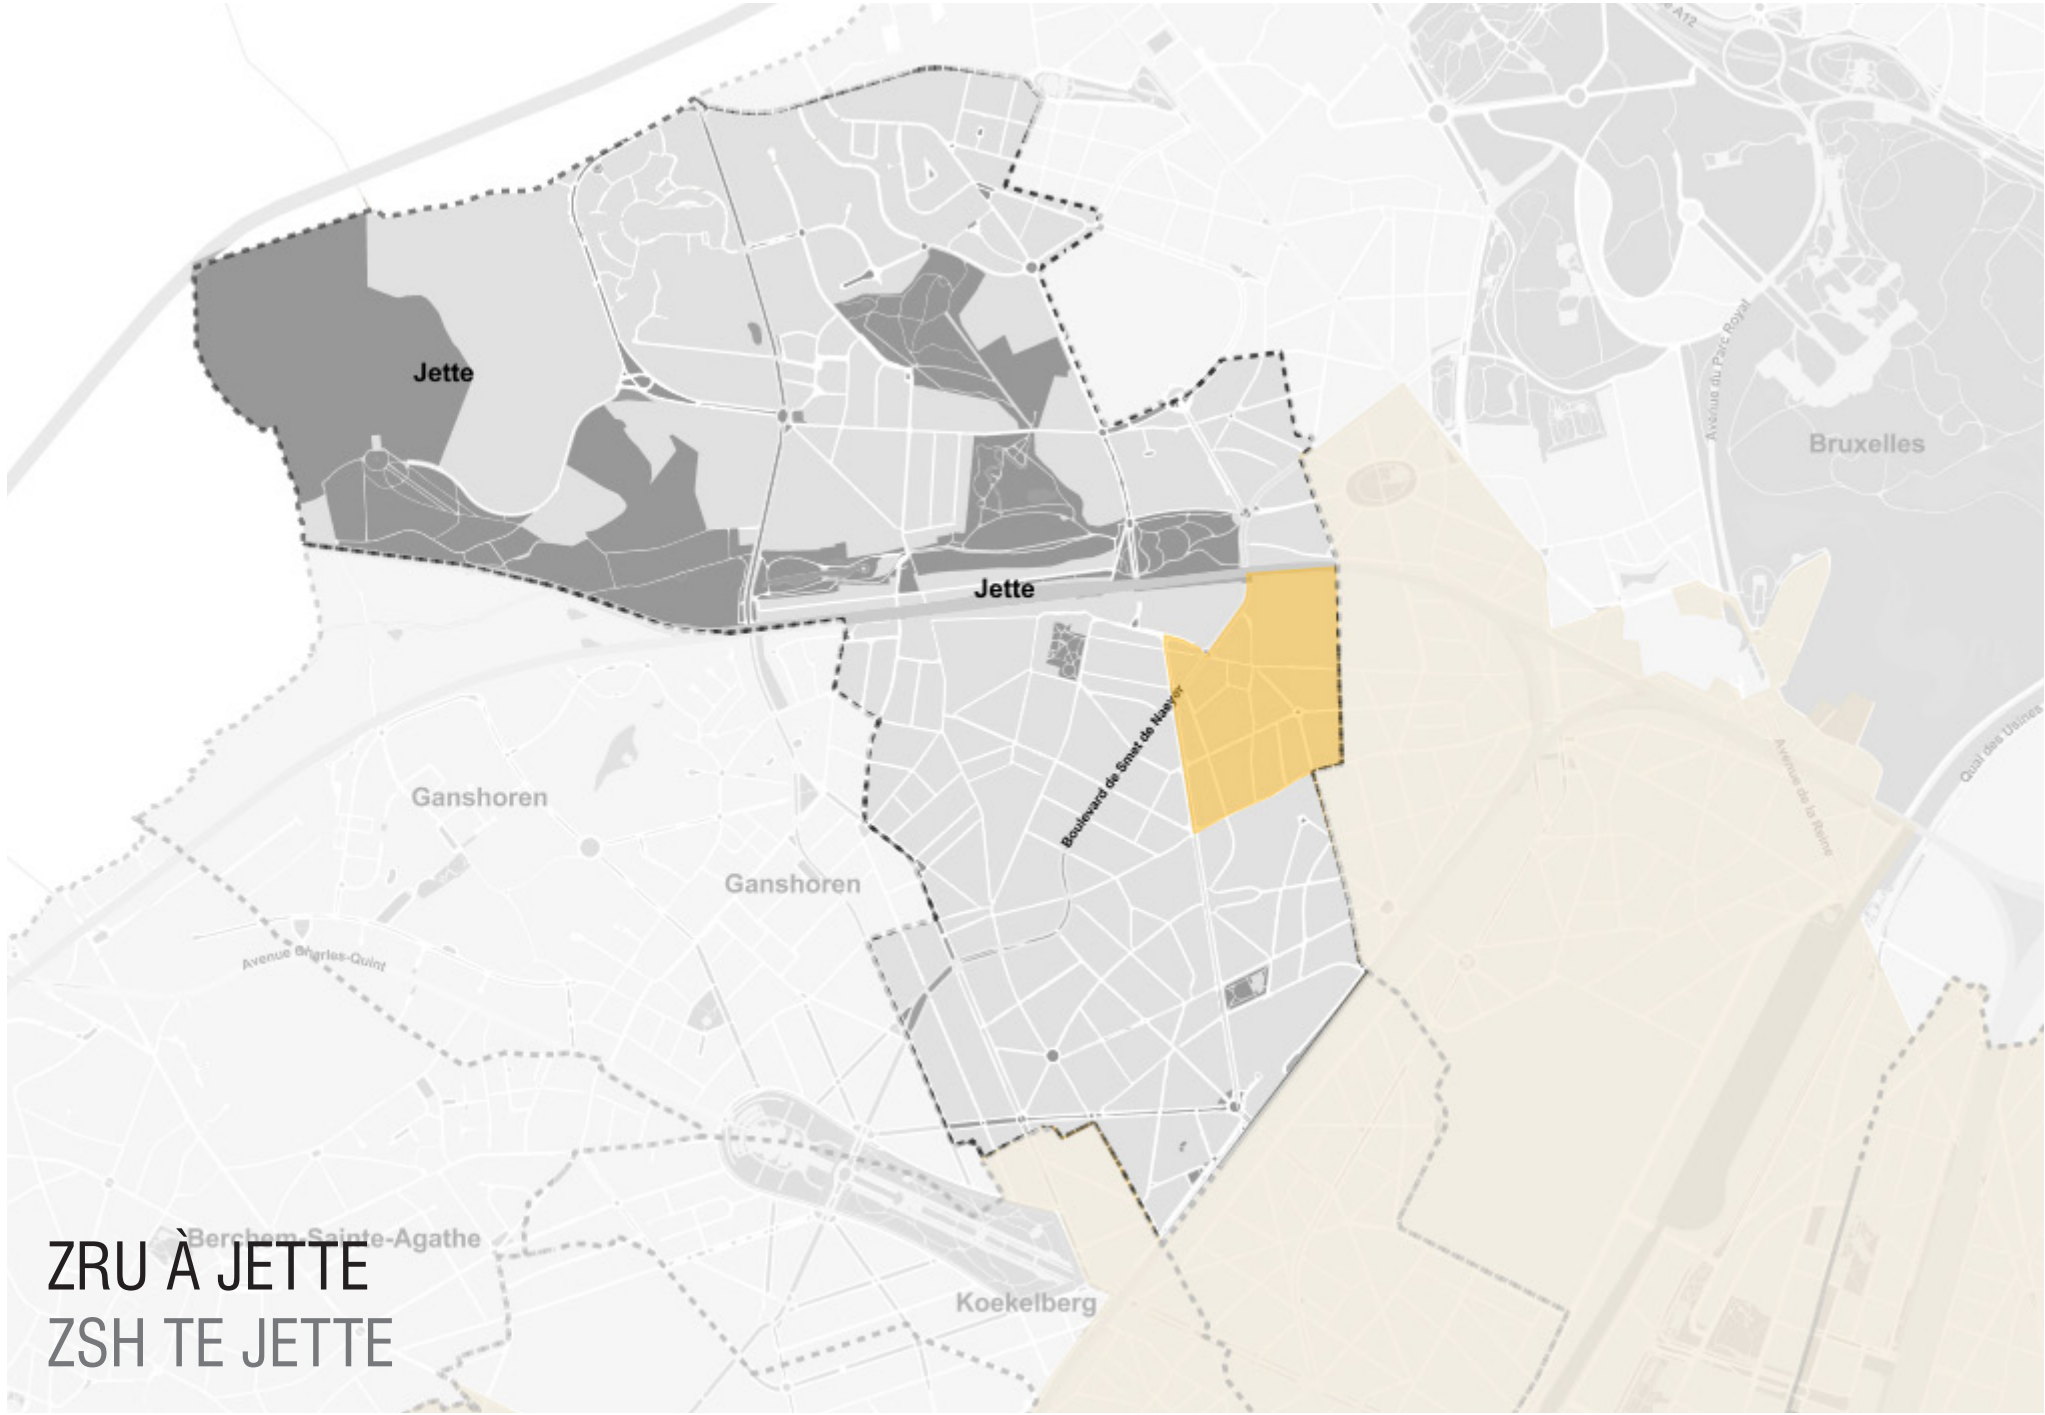 A12
Avenue du Parc Royal
Bruxelles
Jette
Jette
Boulevard de Smet de Naeyer
Quai des Usines
Avenue de la Reine
Ganshoren
Ganshoren
Avenue Charles-Quint
Berchem-Sainte-Agathe
Koekelberg
ZRU À JETTE
ZSH TE JETTE